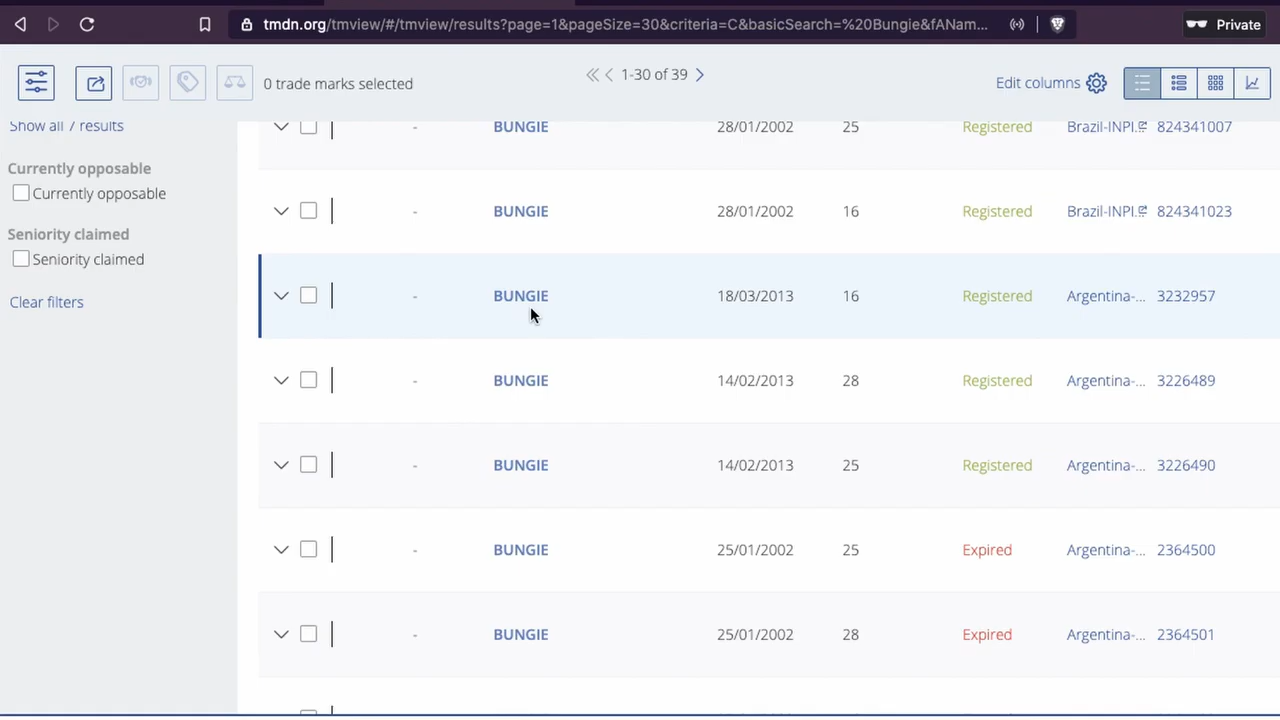 tmdn.org/tmview/#/tmview/results?page=1&pageSize=30&criteria=C&basicSearch=%20Bungie&fANam...
Private
0 trade marks selected
1-30 of 39
Edit columns
Show all 7 results
Currently opposable
Currently opposable
Seniority claimed
Seniority claimed
Clear filters
- BUNGIE 28/01/2002 25 Registered Brazil-INPI. 824341007
- BUNGIE 28/01/2002 16 Registered Brazil-INPI. 824341023
- BUNGIE 18/03/2013 16 Registered Argentina-... 3232957
- BUNGIE 14/02/2013 28 Registered Argentina-... 3226489
- BUNGIE 14/02/2013 25 Registered Argentina-... 3226490
- BUNGIE 25/01/2002 25 Expired Argentina-... 2364500
- BUNGIE 25/01/2002 28 Expired Argentina-... 2364501